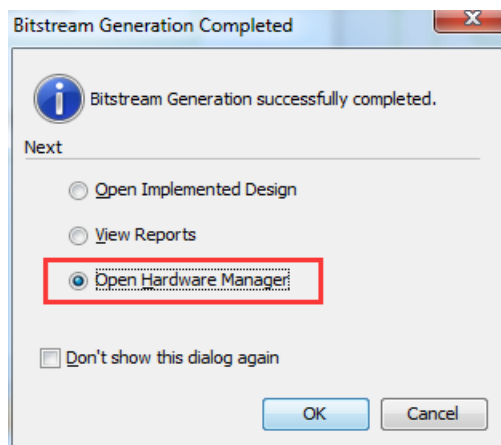 Bitstream Generation Completed
Bitstream Generation successfully completed.
Next
Open Implemented Design
View Reports
Open Hardware Manager
Don't show this dialog again
OK Cancel